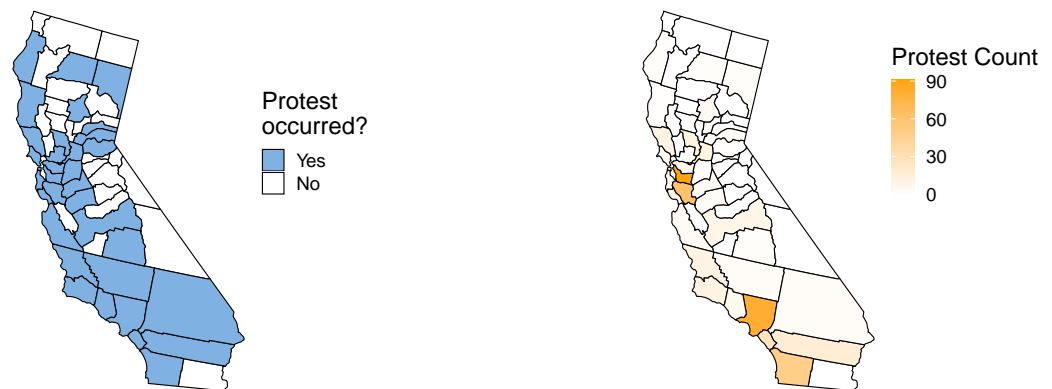 Protest
occurred?
Yes
No
Protest Count
90
60
30
0